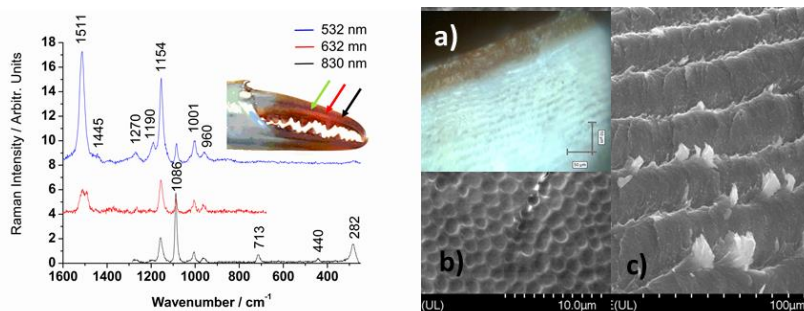 1511
1445
1270
1190
1154
1086
1001
960
713
440
282
532 nm
632 mn
830 nm
Raman Intensity / Arbitr. Units
18
16
14
12
10
8
6
4
2
0
1600 1400 1200 1000 800 600 400 200
Wavenumber / cm⁻¹
a)
b)
c)
(UL) 10.0µm
E(UL) 100µm